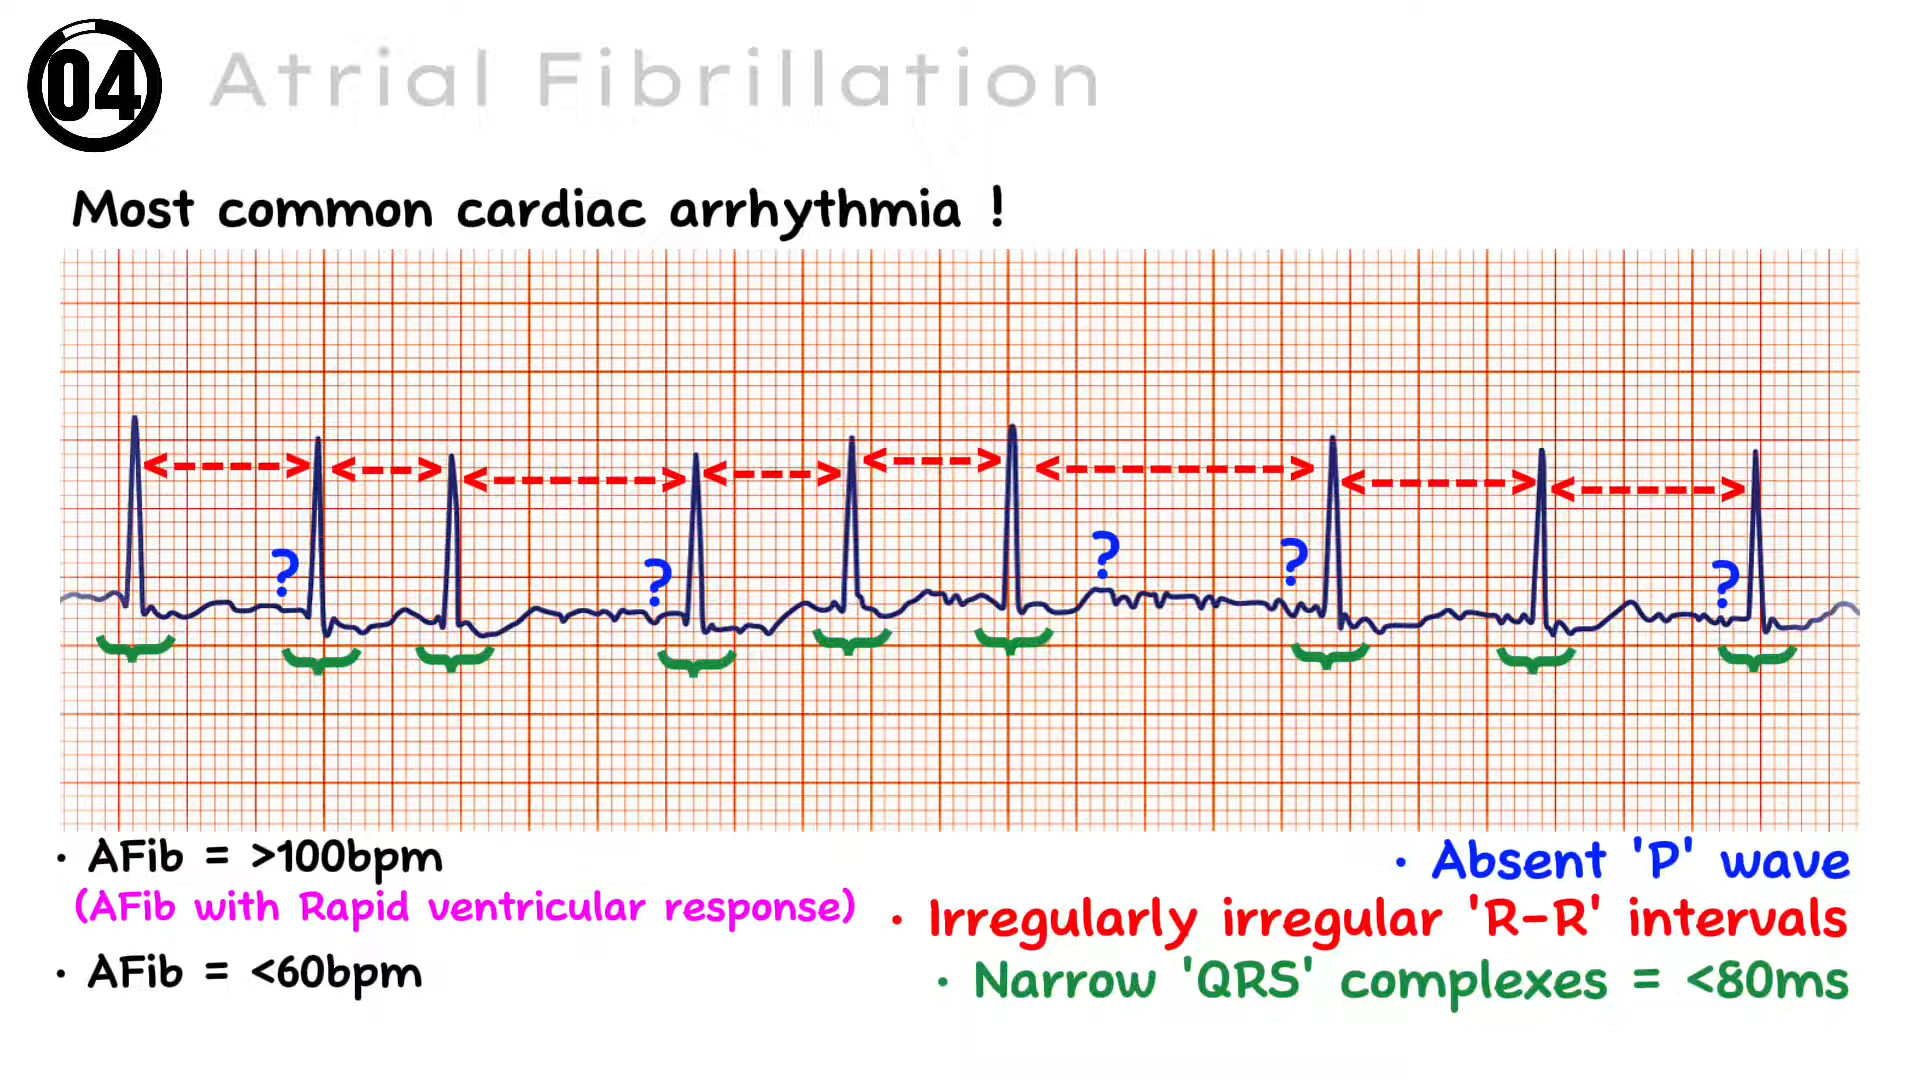 04
Atrial Fibrillation
Most common cardiac arrhythmia !
? ? ? ? ?
• AFib = >100bpm
(AFib with Rapid ventricular response)
• AFib = <60bpm
• Absent 'P' wave
• Irregularly irregular 'R-R' intervals
• Narrow 'QRS' complexes = <80ms